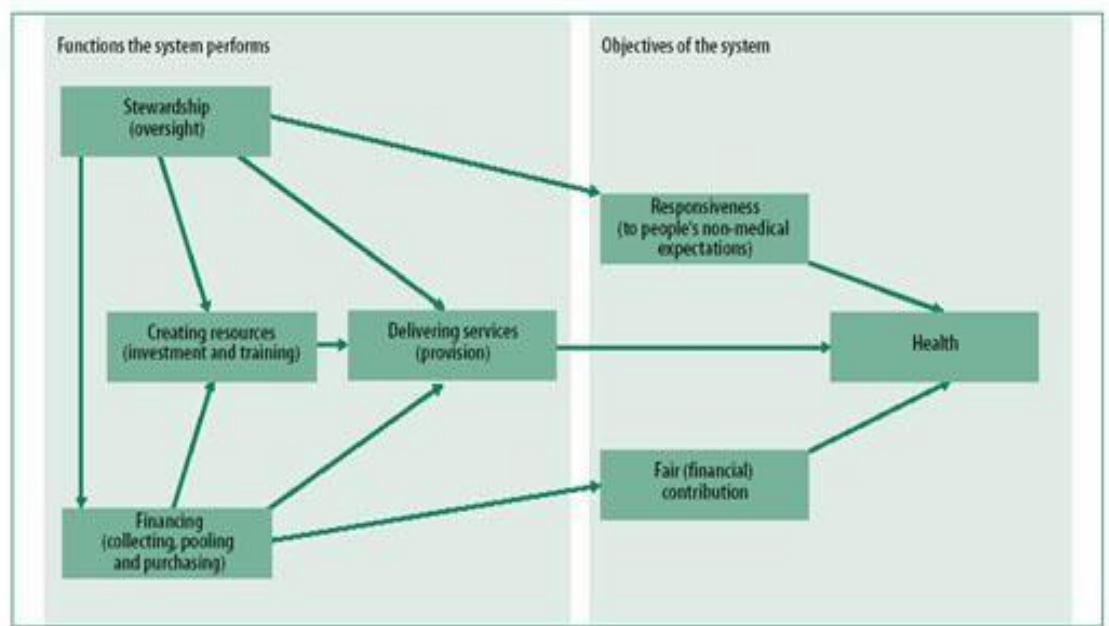 Functions the system performs
Objectives of the system
Stewardship
(oversight)
Responsiveness
(to people's non-medical
expectations)
Creating resources
(investment and training)
Delivering services
(provision)
Health
Fair (financial)
contribution
Financing
(collecting, pooling
and purchasing)